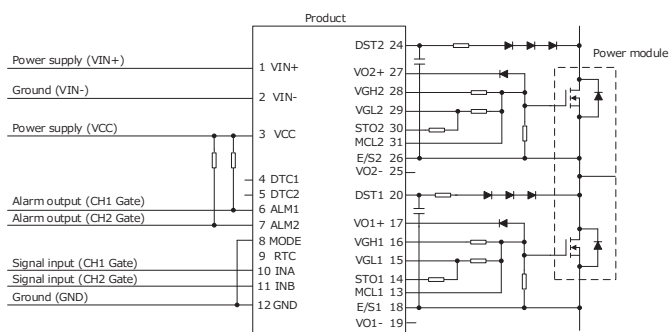 Product
Power supply (VIN+)
1 VIN+
Ground (VIN-)
2 VIN-
Power supply (VCC)
3 VCC
4 DTC1
5 DTC2
Alarm output (CH1 Gate)
6 ALM1
Alarm output (CH2 Gate)
7 ALM2
8 MODE
9 RTC
Signal input (CH1 Gate)
10 INA
Signal input (CH2 Gate)
11 INB
Ground (GND)
12 GND
DST2 24
VO2+ 27
VGH2 28
VGL2 29
STO2 30
MCL2 31
E/S2 26
VO2- 25
DST1 20
VO1+ 17
VGH1 16
VGL1 15
STO1 14
MCL1 13
E/S1 18
VO1- 19
Power module